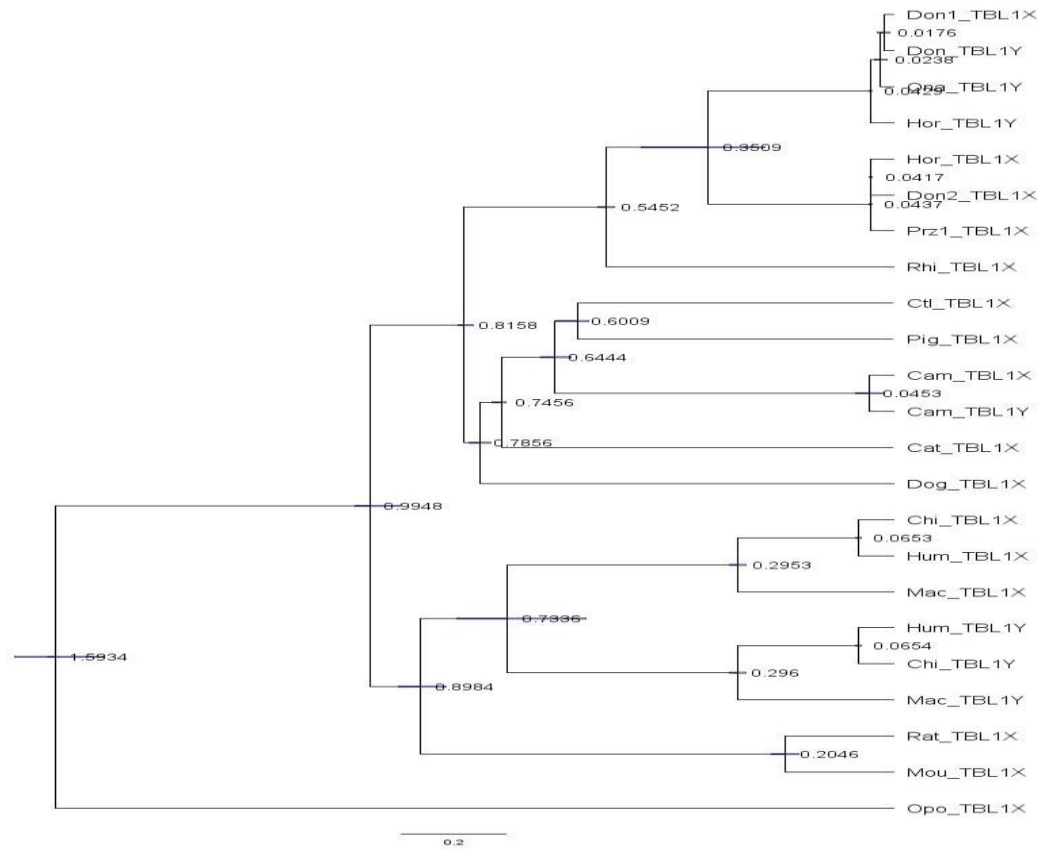 Don1_TBL1X
0.0176
Don_TBL1Y
0.0238
Ona_TBL1Y
0.0429
Hor_TBL1Y
0.3509
Hor_TBL1X
0.0417
Don2_TBL1X
0.0437
0.5452
Prz1_TBL1X
Rhi_TBL1X
Ctl_TBL1X
0.6009
0.8158
Pig_TBL1X
0.6444
Cam_TBL1X
0.0453
0.7456
Cam_TBL1Y
0.7856
Cat_TBL1X
Dog_TBL1X
0.9948
Chi_TBL1X
0.0653
Hum_TBL1X
0.2953
Mac_TBL1X
0.7336
Hum_TBL1Y
0.0654
1.5934
Chi_TBL1Y
0.296
0.8984
Mac_TBL1Y
Rat_TBL1X
0.2046
Mou_TBL1X
Opo_TBL1X
0.2